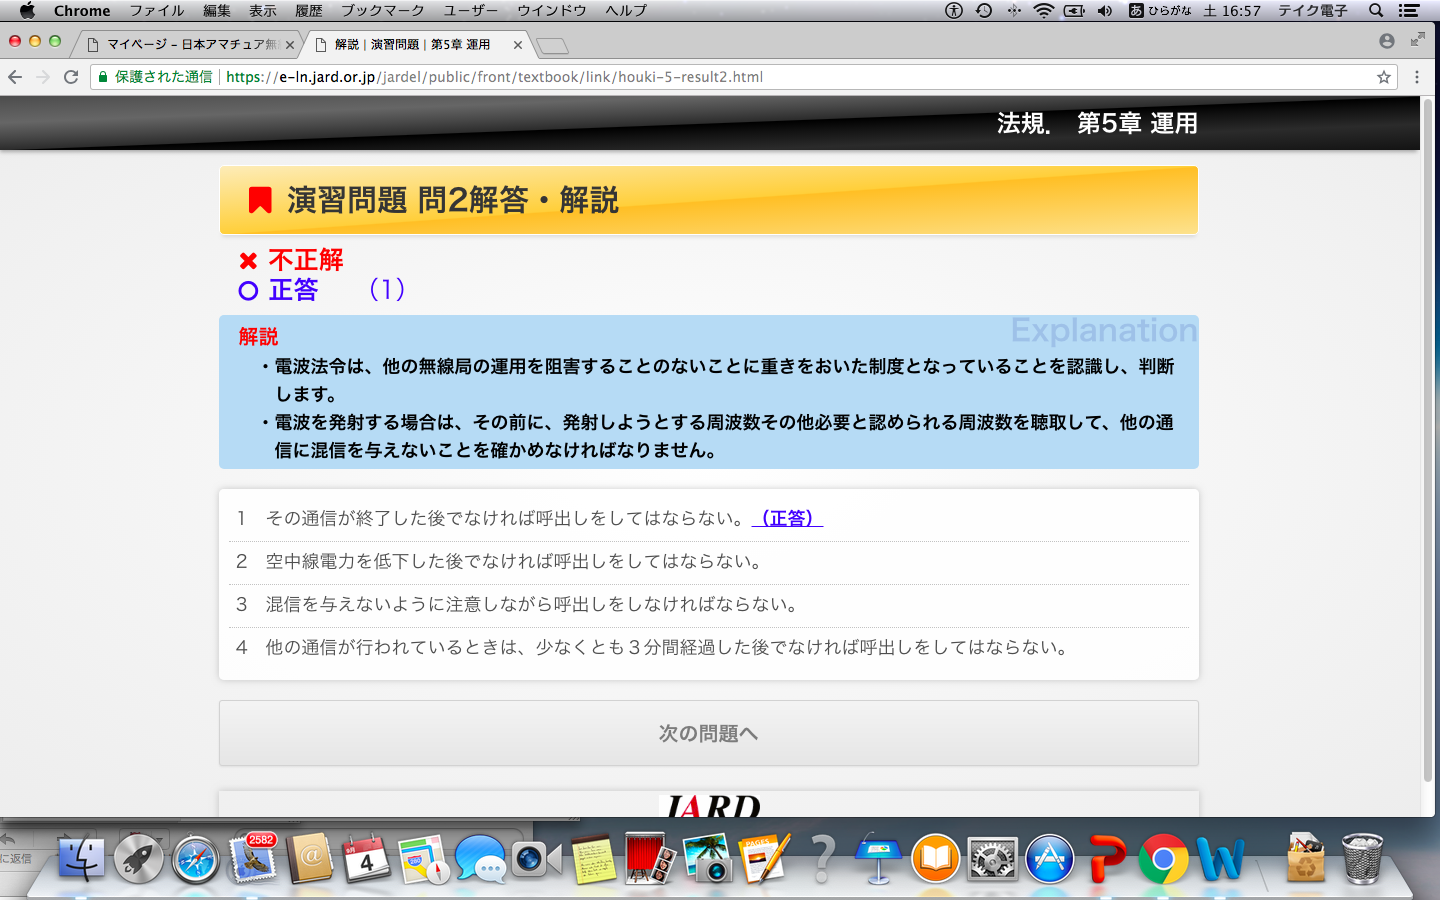 Chrome ファイル 編集 表示 履歴 ブックマーク ユーザー ウインドウ ヘルプ あ ひらがな 土 16:57 テイク電子
マイページ – 日本アマチュア無
解説 | 演習問題 | 第5章 運用
保護された通信 https://e-ln.jard.or.jp/jardel/public/front/textbook/link/houki-5-result2.html
法規. 第5章 運用
演習問題 問2解答・解説
不正解
正答 （1）
Explanation
解説
・電波法令は、他の無線局の運用を阻害することのないことに重きをおいた制度となっていることを認識し、判断
します。
・電波を発射する場合は、その前に、発射しようとする周波数その他必要と認められる周波数を聴取して、他の通
信に混信を与えないことを確かめなければなりません。
1 その通信が終了した後でなければ呼出しをしてはならない。（正答）
2 空中線電力を低下した後でなければ呼出しをしてはならない。
3 混信を与えないように注意しながら呼出しをしなければならない。
4 他の通信が行われているときは、少なくとも３分間経過した後でなければ呼出しをしてはならない。
次の問題へ
JARD
に返信
2582
9月
4
280
PAGES